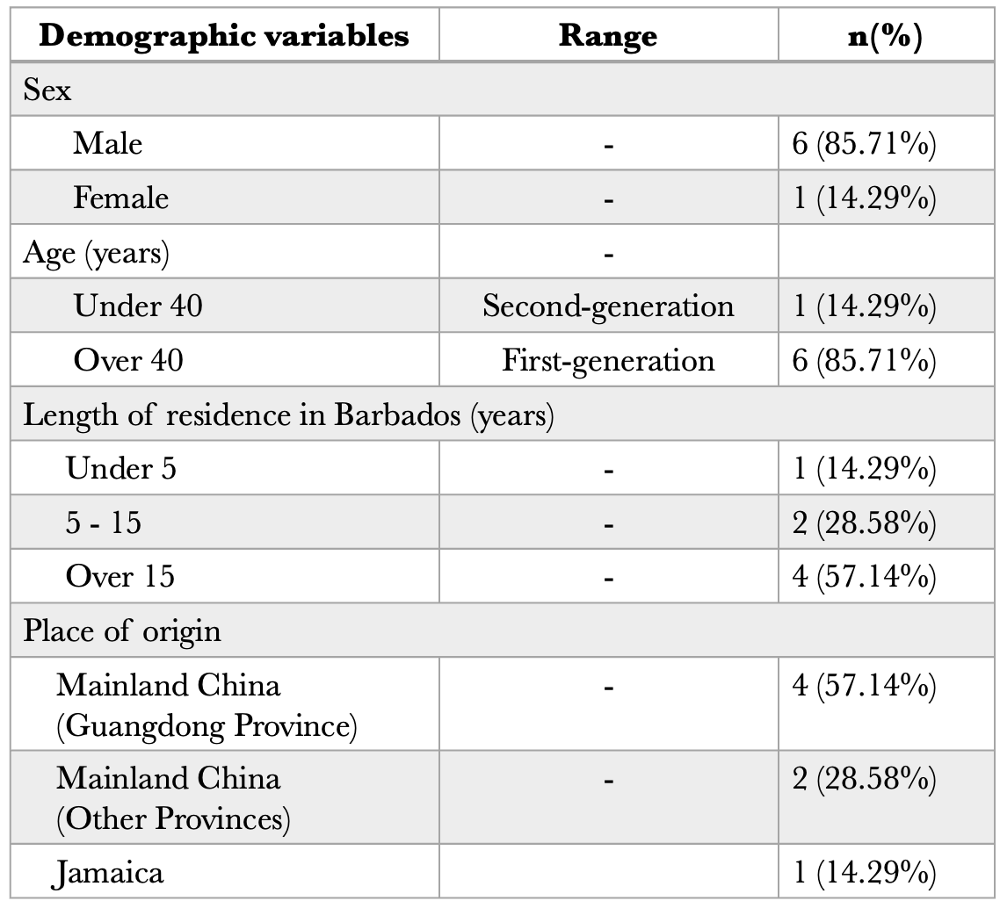 Demographic variables Range n(%)
Sex
Male - 6 (85.71%)
Female - 1 (14.29%)
Age (years) -
Under 40 Second-generation 1 (14.29%)
Over 40 First-generation 6 (85.71%)
Length of residence in Barbados (years)
Under 5 - 1 (14.29%)
5 - 15 - 2 (28.58%)
Over 15 - 4 (57.14%)
Place of origin
Mainland China - 4 (57.14%)
(Guangdong Province)
Mainland China - 2 (28.58%)
(Other Provinces)
Jamaica 1 (14.29%)